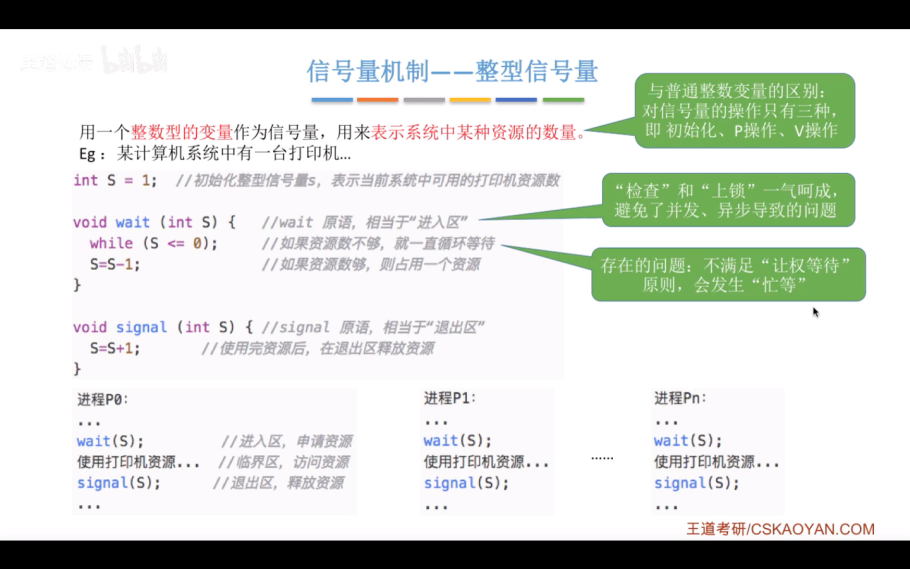 信号量机制——整型信号量
与普通整数变量的区别：
对信号量的操作只有三种，
即 初始化、P操作、V操作
用一个整数型的变量作为信号量，用来表示系统中某种资源的数量。
Eg：某计算机系统中有一台打印机...
int S = 1;  //初始化整型信号量s，表示当前系统中可用的打印机资源数
“检查”和“上锁”一气呵成，
避免了并发、异步导致的问题
void wait (int S) {  //wait 原语，相当于“进入区”
while (S <= 0);  //如果资源数不够，就一直循环等待
S=S-1;  //如果资源数够，则占用一个资源
}
存在的问题：不满足“让权等待”
原则，会发生“忙等”
void signal (int S) { //signal 原语，相当于“退出区”
S=S+1;  //使用完资源后，在退出区释放资源
}
进程P0：
...
wait(S);  //进入区，申请资源
使用打印机资源...  //临界区，访问资源
signal(S);  //退出区，释放资源
...
进程P1：
...
wait(S);
使用打印机资源...
signal(S);
...
......
进程Pn：
...
wait(S);
使用打印机资源...
signal(S);
...
王道考研/CSKAOYAN.COM